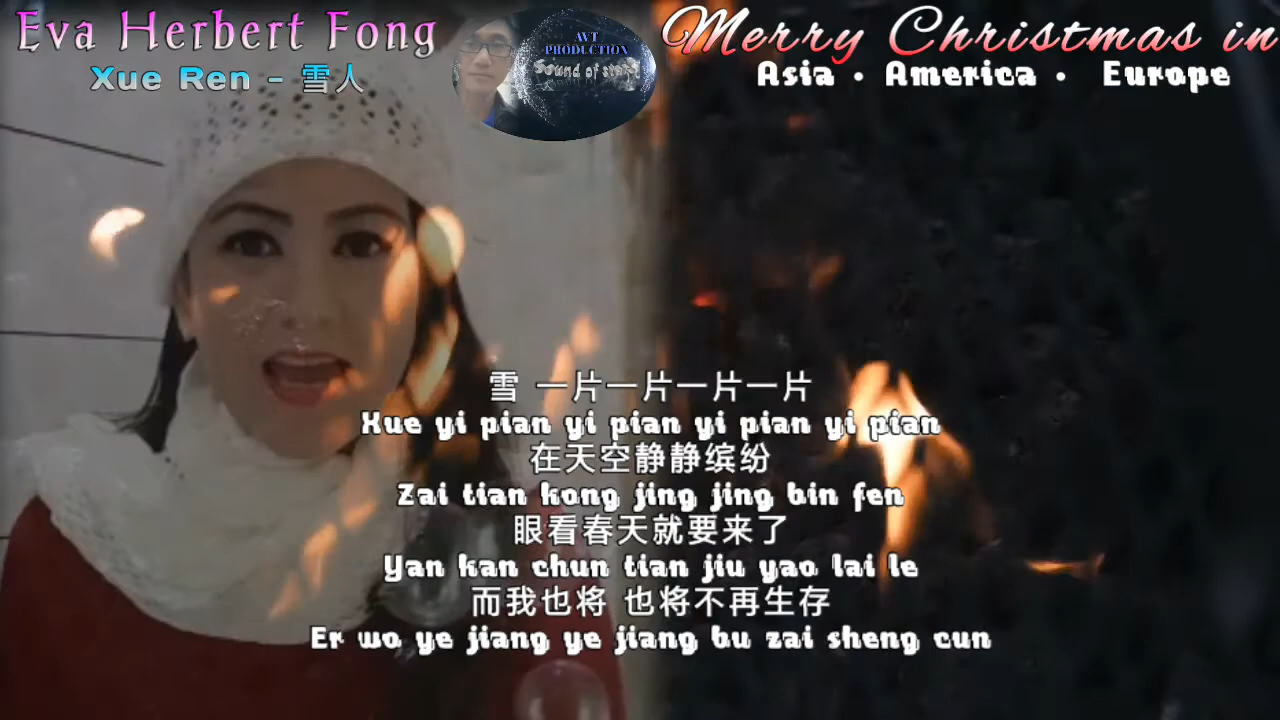 Eva Herbert Fong
Xue Ren - 雪人
AVT
PRODUCTION
Sound of stars
Merry Christmas in
Asia • America • Europe
雪 一片一片一片一片
Xue yi pian yi pian yi pian yi pian
在天空静静缤纷
Zai tian kong jing jing bin fen
眼看春天就要来了
Yan kan chun tian jiu yao lai le
而我也将 也将不再生存
Er wo ye jiang ye jiang bu zai sheng cun